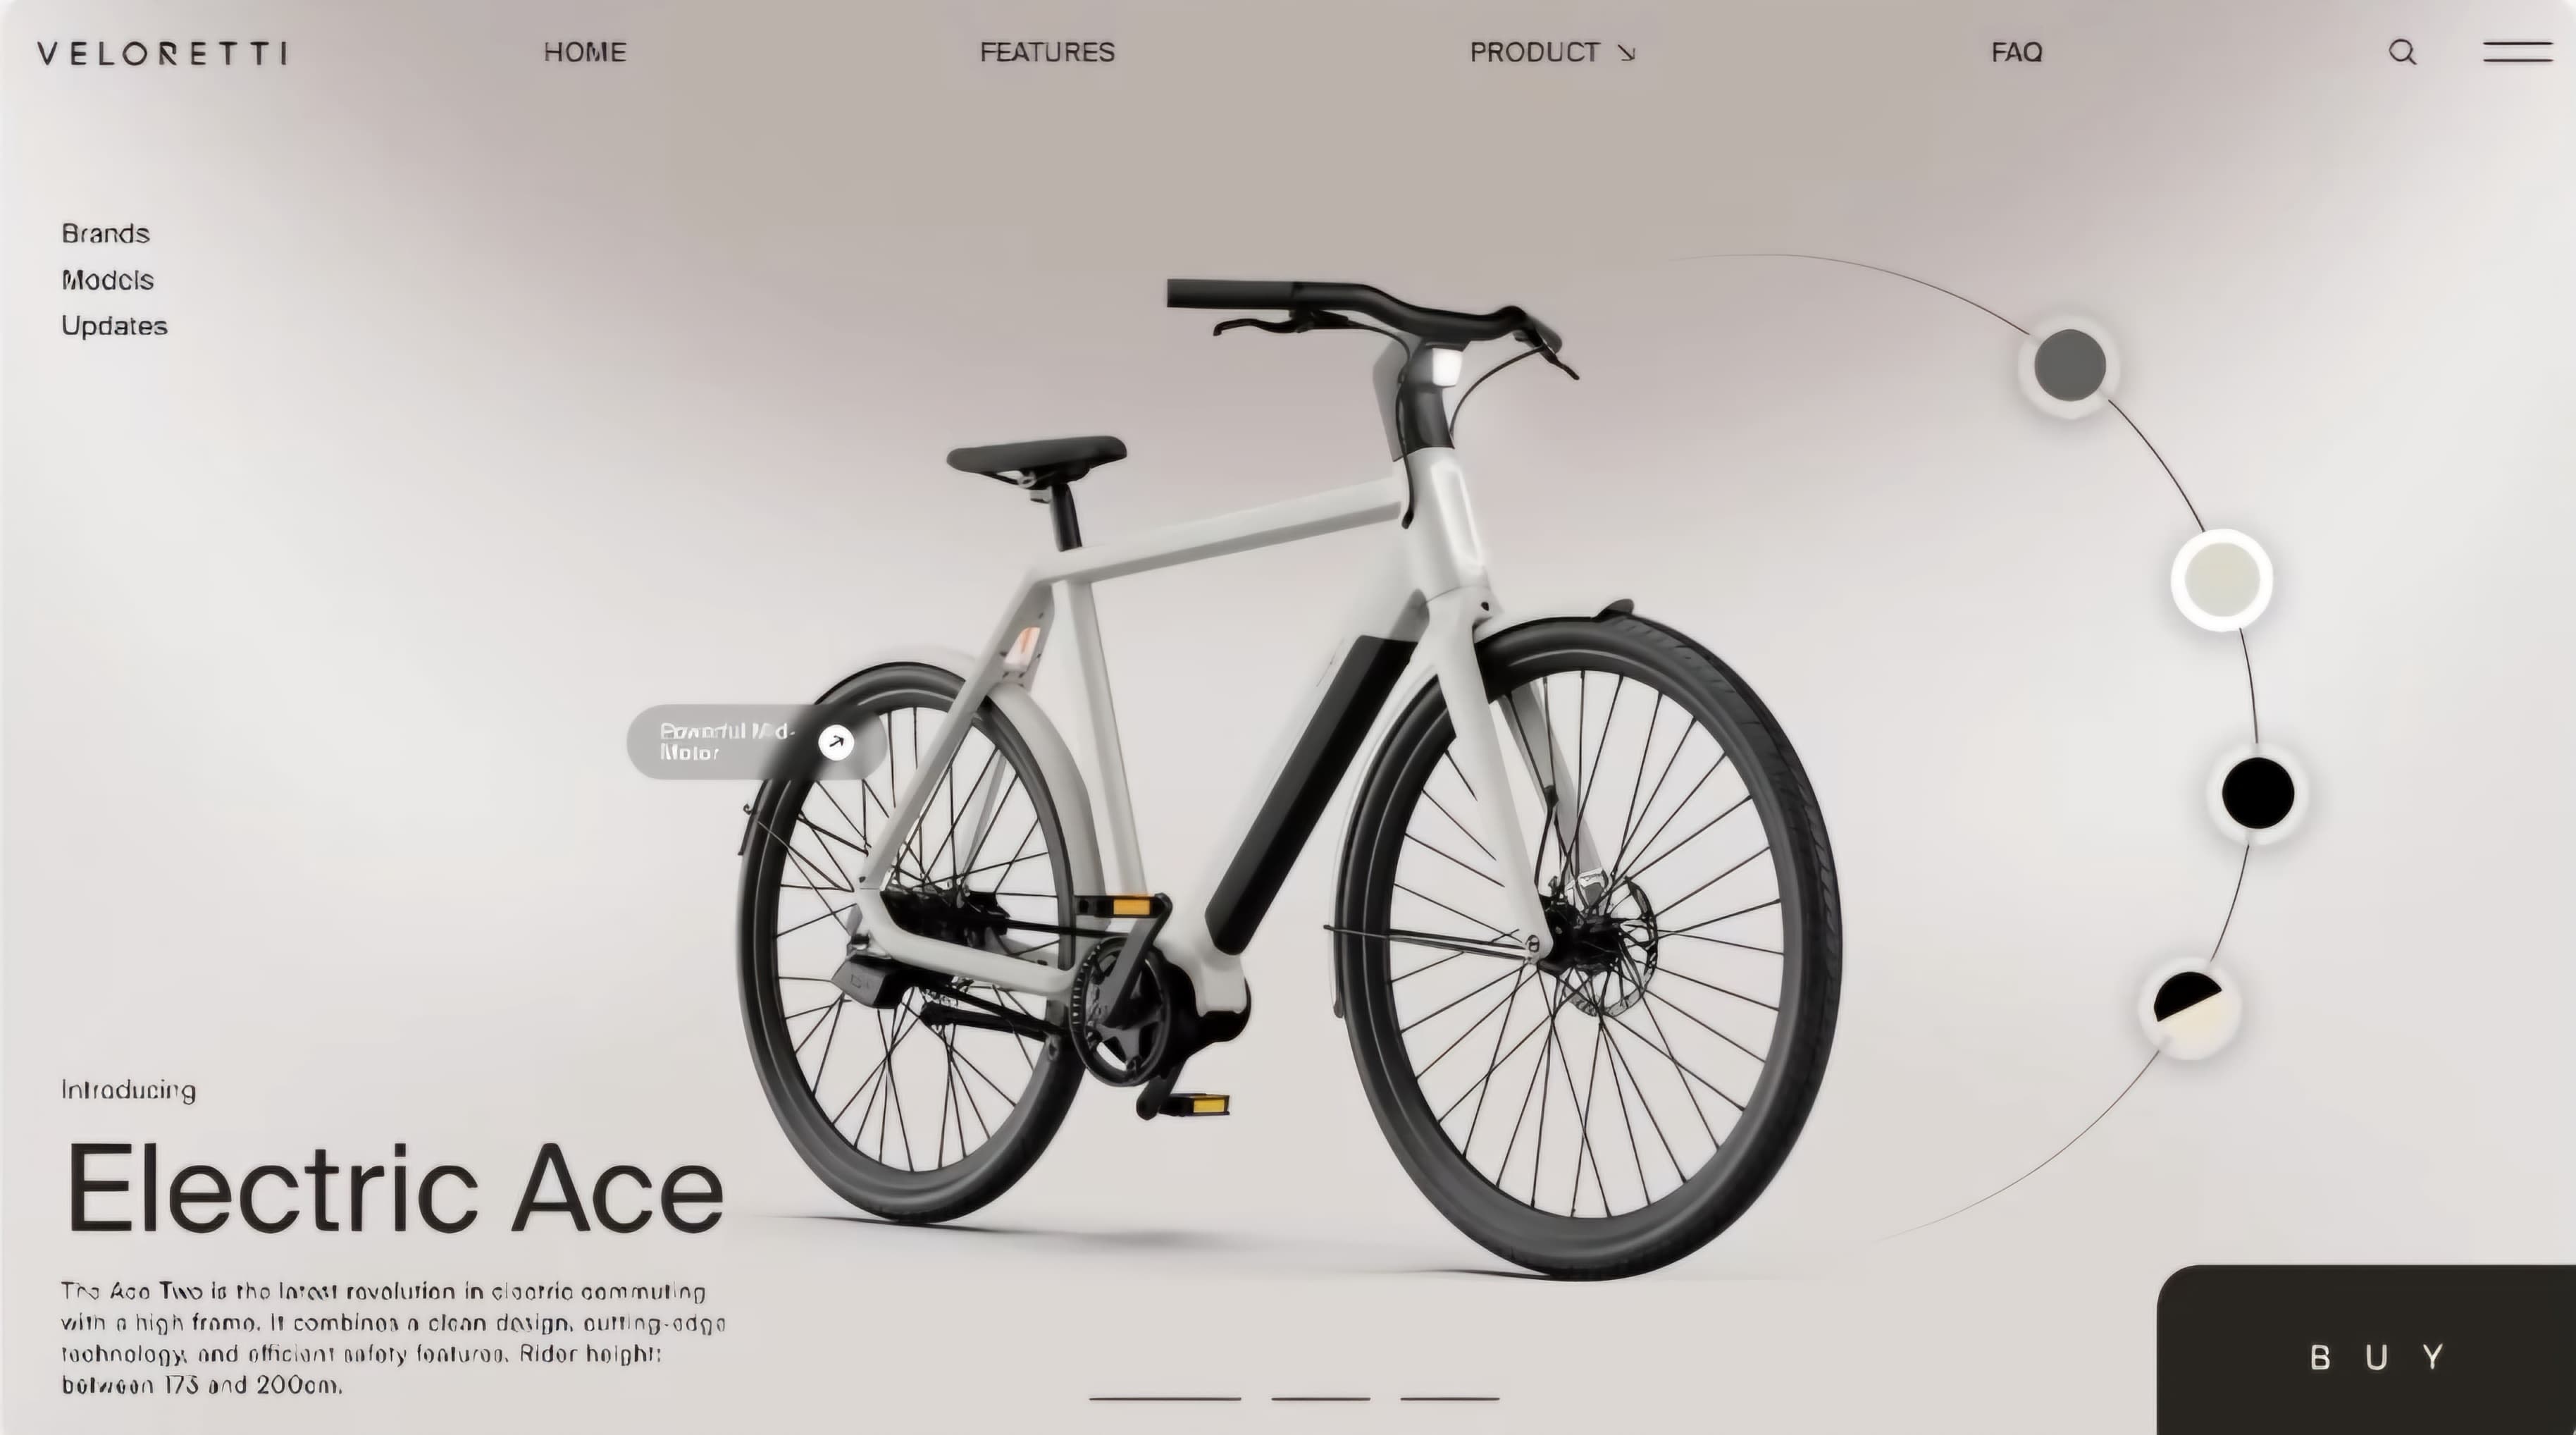 VELORETTI
HOME
FEATURES
PRODUCT
FAQ
Brands
Models
Updates
Powerful Mid-
Motor
Introducing
Electric Ace
The Ace Two is the latest revolution in electric commuting
with a high frame. It combines a clean design, cutting-edge
technology, and efficient safety features. Rider height:
between 173 and 200cm.
BUY